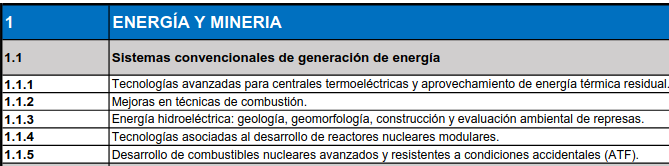 1 ENERGÍA Y MINERIA
1.1 Sistemas convencionales de generación de energía
1.1.1 Tecnologías avanzadas para centrales termoeléctricas y aprovechamiento de energía térmica residual.
1.1.2 Mejoras en técnicas de combustión.
1.1.3 Energía hidroeléctrica: geología, geomorfología, construcción y evaluación ambiental de represas.
1.1.4 Tecnologías asociadas al desarrollo de reactores nucleares modulares.
1.1.5 Desarrollo de combustibles nucleares avanzados y resistentes a condiciones accidentales (ATF).